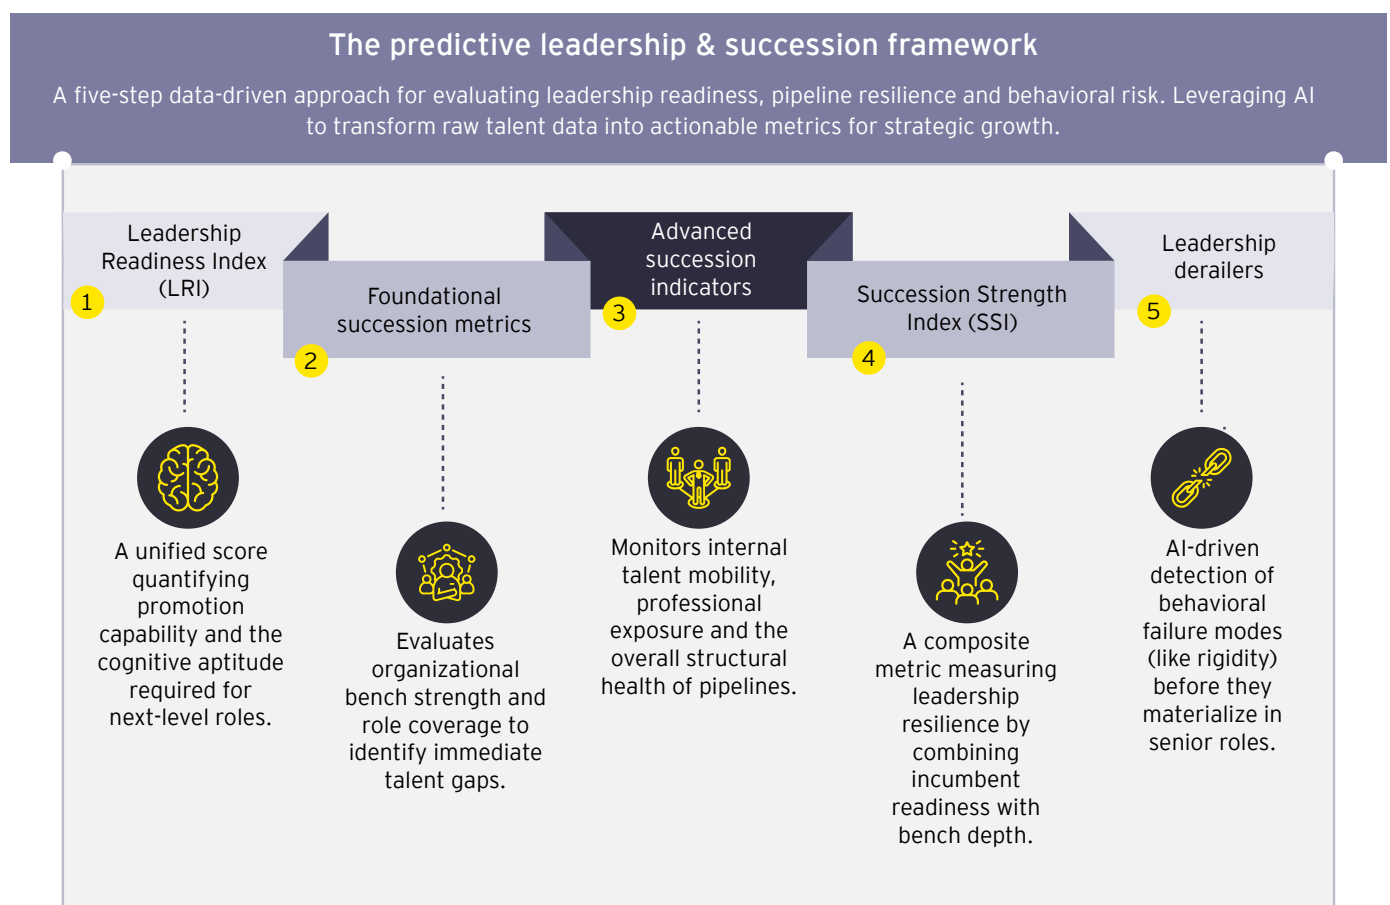 The predictive leadership & succession framework
A five-step data-driven approach for evaluating leadership readiness, pipeline resilience and behavioral risk. Leveraging AI
to transform raw talent data into actionable metrics for strategic growth.
Leadership
Readiness Index
(LRI)
1
A unified score
quantifying
promotion
capability and the
cognitive aptitude
required for
next-level roles.
Foundational
succession metrics
2
Evaluates
organizational
bench strength and
role coverage to
identify immediate
talent gaps.
Advanced
succession
indicators
3
Monitors internal
talent mobility,
professional
exposure and the
overall structural
health of pipelines.
Succession Strength
Index (SSI)
4
A composite
metric measuring
leadership
resilience by
combining
incumbent
readiness with
bench depth.
Leadership
derailers
5
AI-driven
detection of
behavioral
failure modes
(like rigidity)
before they
materialize in
senior roles.